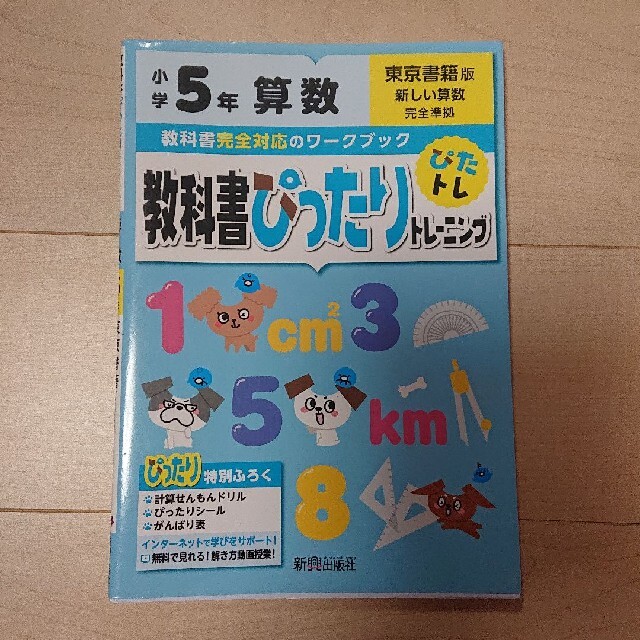 小学5年 算数
東京書籍版
新しい算数
完全準拠
教科書完全対応のワークブック
ぴた
トレ
教科書ぴったりトレーニング
1 cm² 3
5 km
8
ぴったり 特別ふろく
計算せんもんドリル
ぴったりシール
がんばり表
インターネットで学びをサポート!
無料で見れる!解き方動画授業!
新興出版社